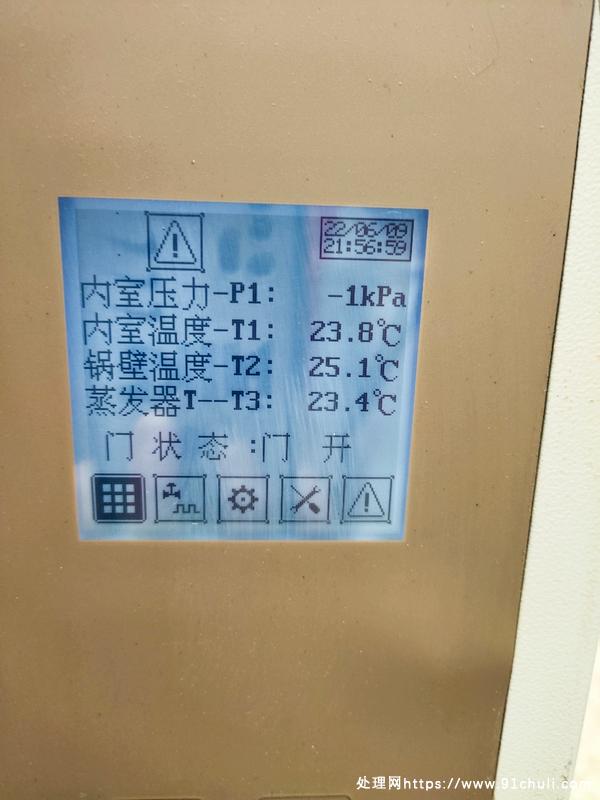 22/06/09
21:56:59
内室压力-P1: -1kPa
内室温度-T1: 23.8℃
锅壁温度-T2: 25.1℃
蒸发器T--T3: 23.4℃
门状态:门 开
处理网https://www.91chuli.com